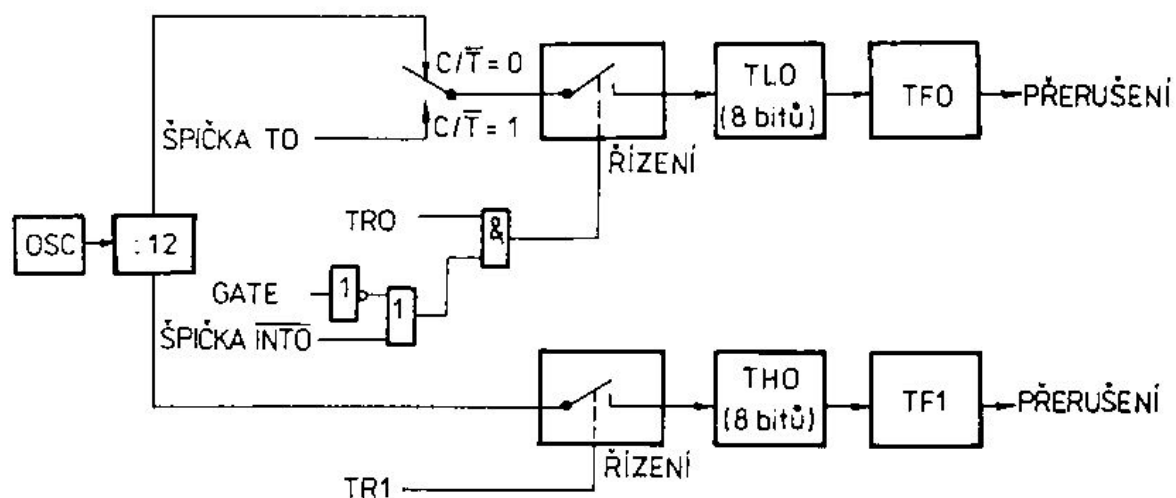 C/T̅ = 0
C/T̅ = 1
ŠPIČKA T0
ŘÍZENÍ
TL0
(8 bitů)
TF0
PŘERUŠENÍ
OSC
:12
TR0
&
GATE
1
1
ŠPIČKA I̅N̅T̅0̅
ŘÍZENÍ
TH0
(8 bitů)
TF1
PŘERUŠENÍ
TR1